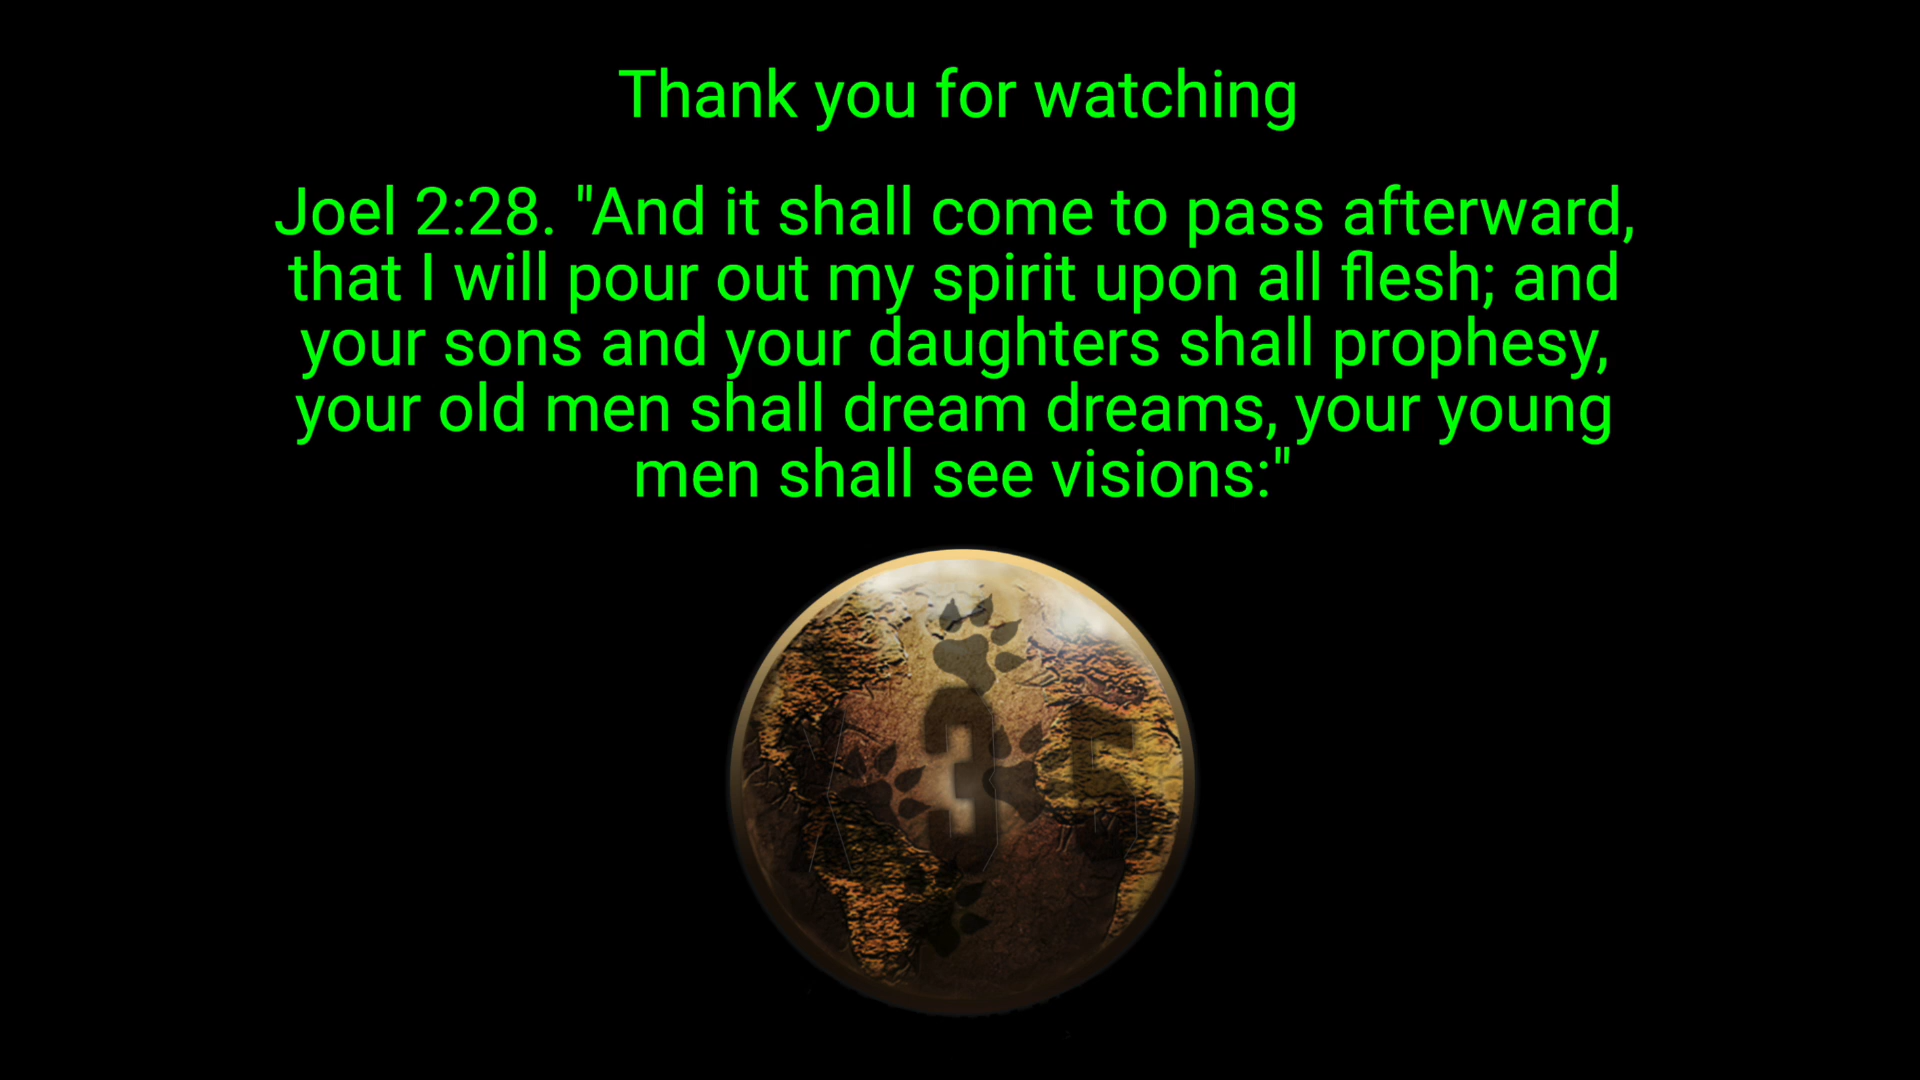 Thank you for watching
Joel 2:28. "And it shall come to pass afterward,
that I will pour out my spirit upon all flesh; and
your sons and your daughters shall prophesy,
your old men shall dream dreams, your young
men shall see visions:"
X 3 G